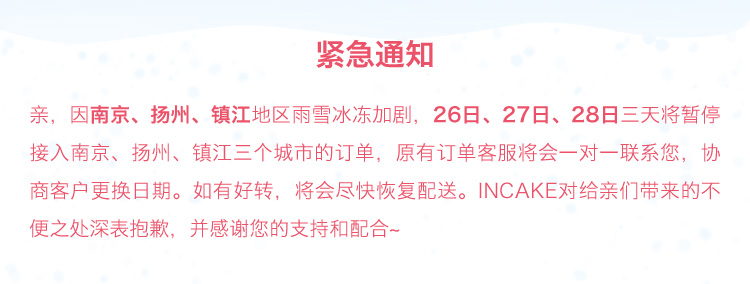 紧急通知
亲，因南京、扬州、镇江地区雨雪冰冻加剧，26日、27日、28日三天将暂停
接入南京、扬州、镇江三个城市的订单，原有订单客服将会一对一联系您，协
商客户更换日期。如有好转，将会尽快恢复配送。INCAKE对给亲们带来的不
便之处深表抱歉，并感谢您的支持和配合~